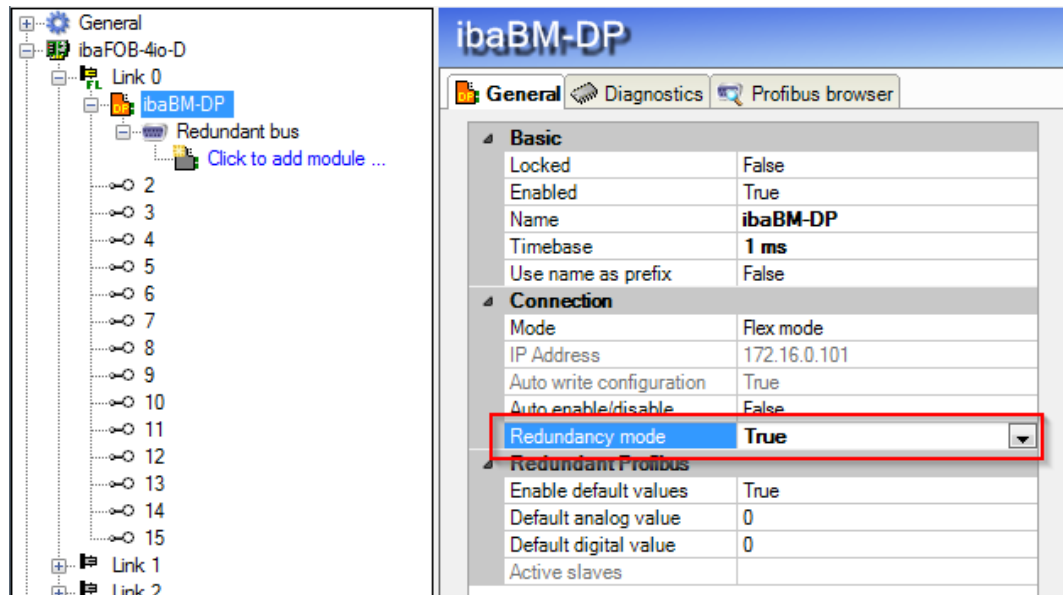 General
ibaFOB-4io-D
Link 0
FL
ibaBM-DP
DP
Redundant bus
Click to add module ...
2
3
4
5
6
7
8
9
10
11
12
13
14
15
Link 1
Link 2
ibaBM-DP
General Diagnostics Profibus browser
Basic
Locked False
Enabled True
Name ibaBM-DP
Timebase 1 ms
Use name as prefix False
Connection
Mode Flex mode
IP Address 172.16.0.101
Auto write configuration True
Auto enable/disable False
Redundancy mode True
Redundant Profibus
Enable default values True
Default analog value 0
Default digital value 0
Active slaves